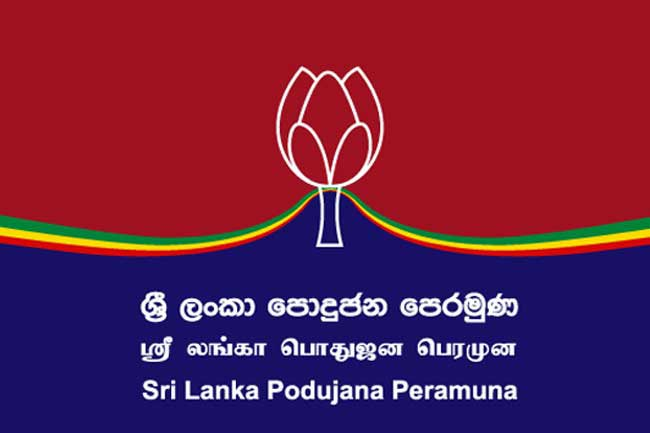 ශ්‍රී ලංකා පොදුජන පෙරමුණ
ஸ்ரீ லங்கா பொதுஜன பெரமுன
Sri Lanka Podujana Peramuna